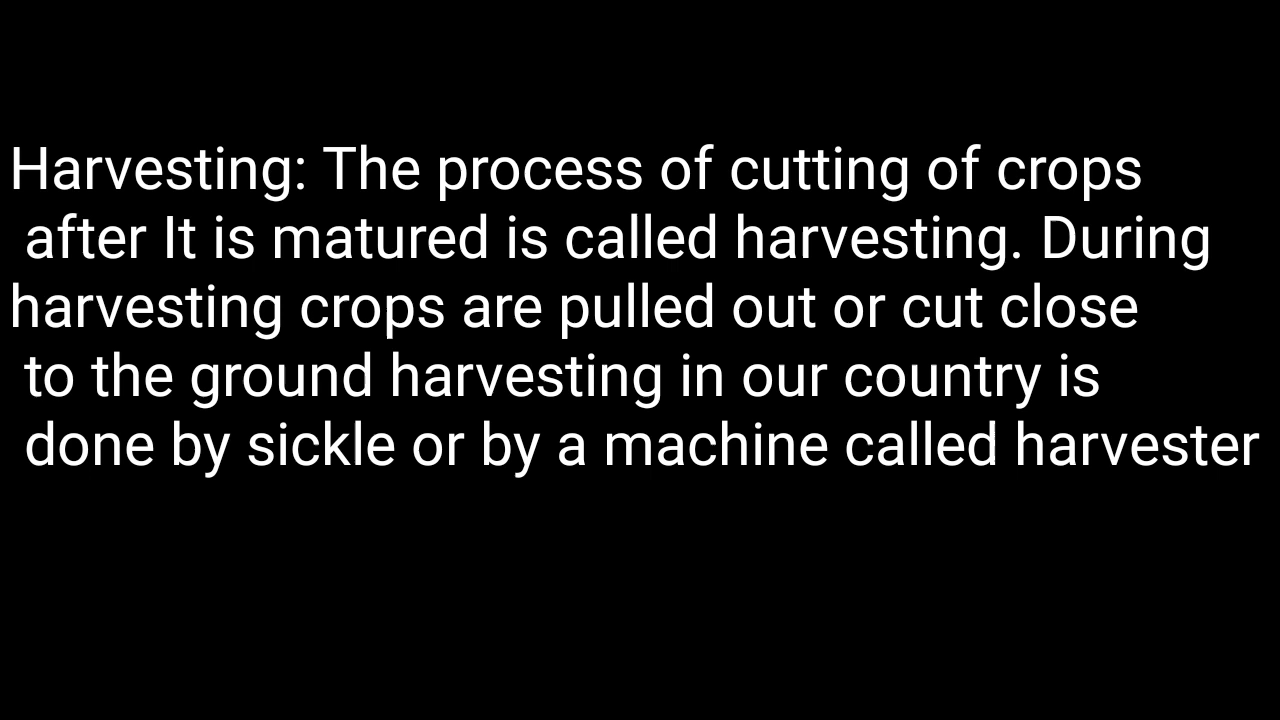 Harvesting: The process of cutting of crops
after It is matured is called harvesting. During
harvesting crops are pulled out or cut close
to the ground harvesting in our country is
done by sickle or by a machine called harvester